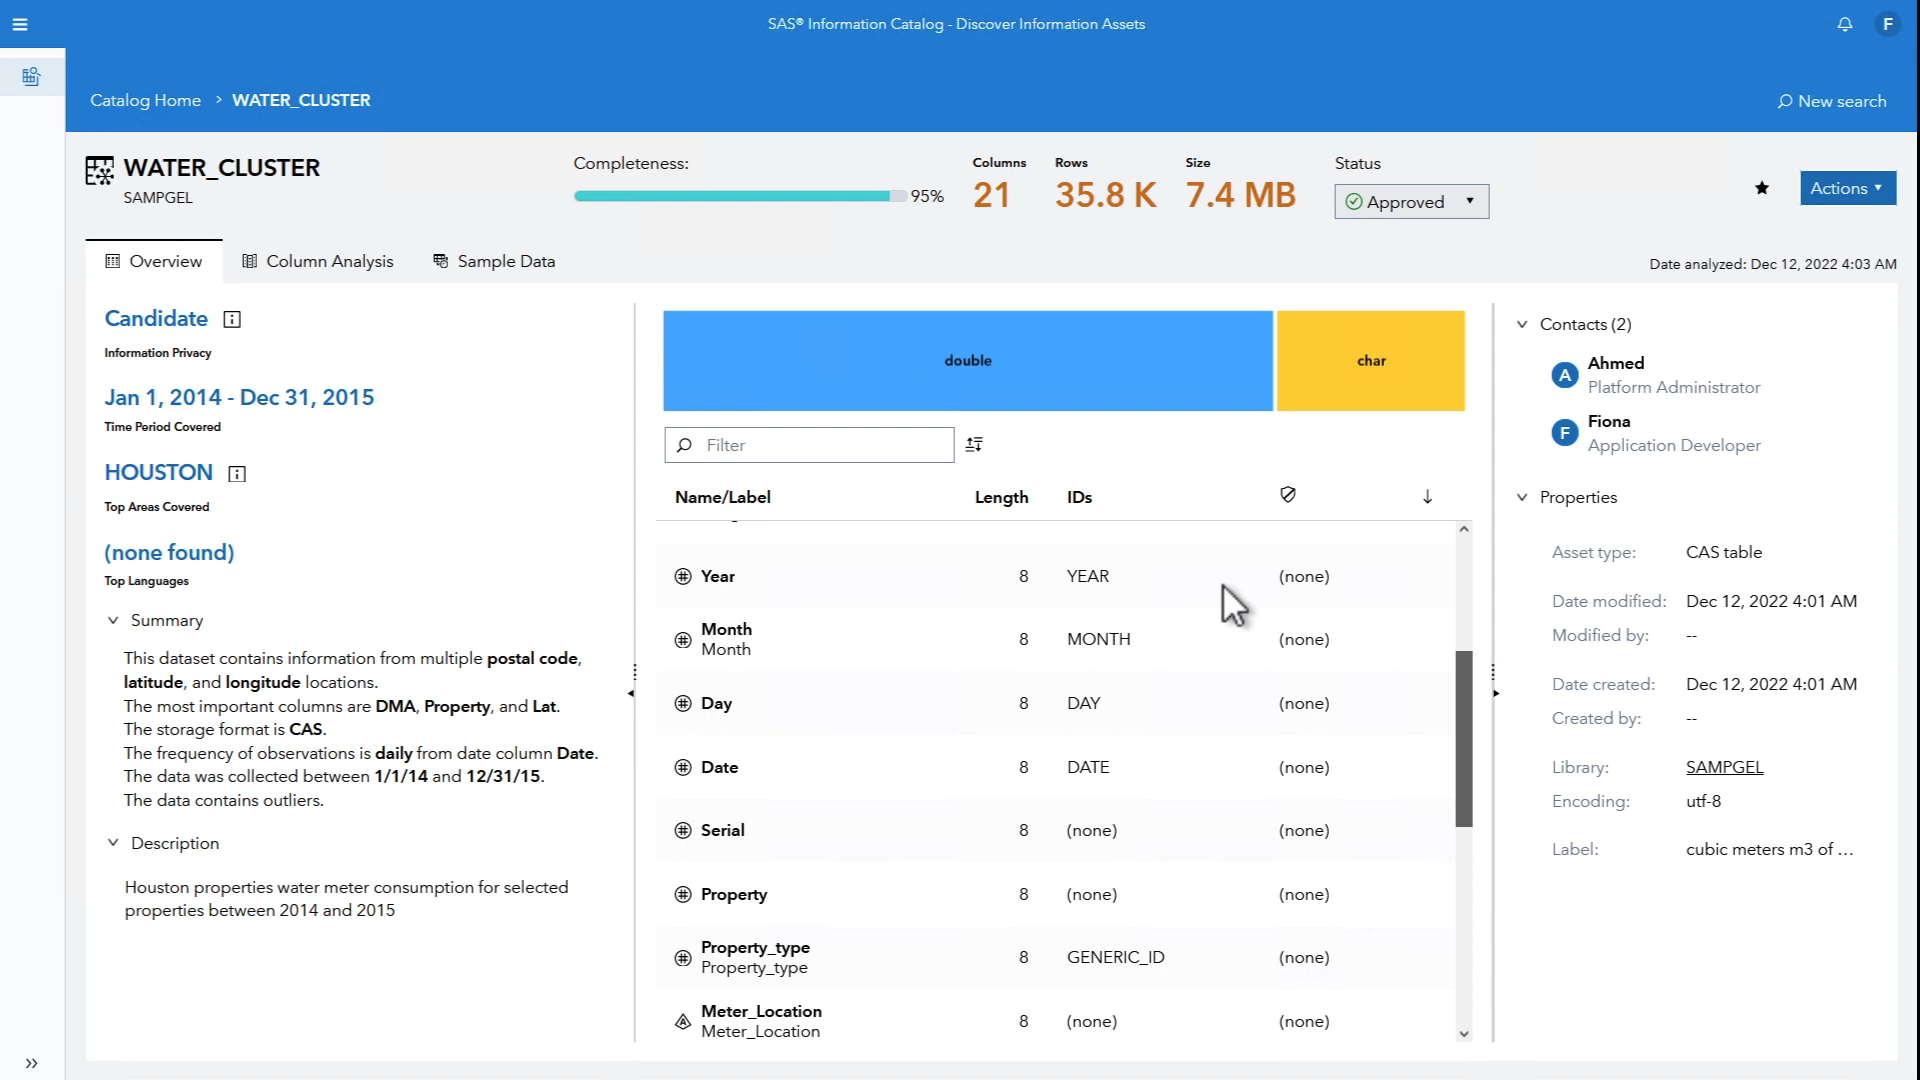 SAS® Information Catalog - Discover Information Assets
F
Catalog Home > WATER_CLUSTER
New search
WATER_CLUSTER
SAMPGEL
Completeness:
95%
Columns
21
Rows
35.8 K
Size
7.4 MB
Status
Approved
Actions
Overview
Column Analysis
Sample Data
Date analyzed: Dec 12, 2022 4:03 AM
Candidate
Information Privacy
Jan 1, 2014 - Dec 31, 2015
Time Period Covered
HOUSTON
Top Areas Covered
(none found)
Top Languages
Summary
This dataset contains information from multiple postal code,
latitude, and longitude locations.
The most important columns are DMA, Property, and Lat.
The storage format is CAS.
The frequency of observations is daily from date column Date.
The data was collected between 1/1/14 and 12/31/15.
The data contains outliers.
Description
Houston properties water meter consumption for selected
properties between 2014 and 2015
double
char
Filter
Name/Label Length IDs
Year 8 YEAR (none)
Month
Month
8 MONTH (none)
Day 8 DAY (none)
Date 8 DATE (none)
Serial 8 (none) (none)
Property 8 (none) (none)
Property_type
Property_type
8 GENERIC_ID (none)
Meter_Location
Meter_Location
8 (none) (none)
Contacts (2)
A
Ahmed
Platform Administrator
F
Fiona
Application Developer
Properties
Asset type: CAS table
Date modified: Dec 12, 2022 4:01 AM
Modified by: --
Date created: Dec 12, 2022 4:01 AM
Created by: --
Library: SAMPGEL
Encoding: utf-8
Label: cubic meters m3 of ...